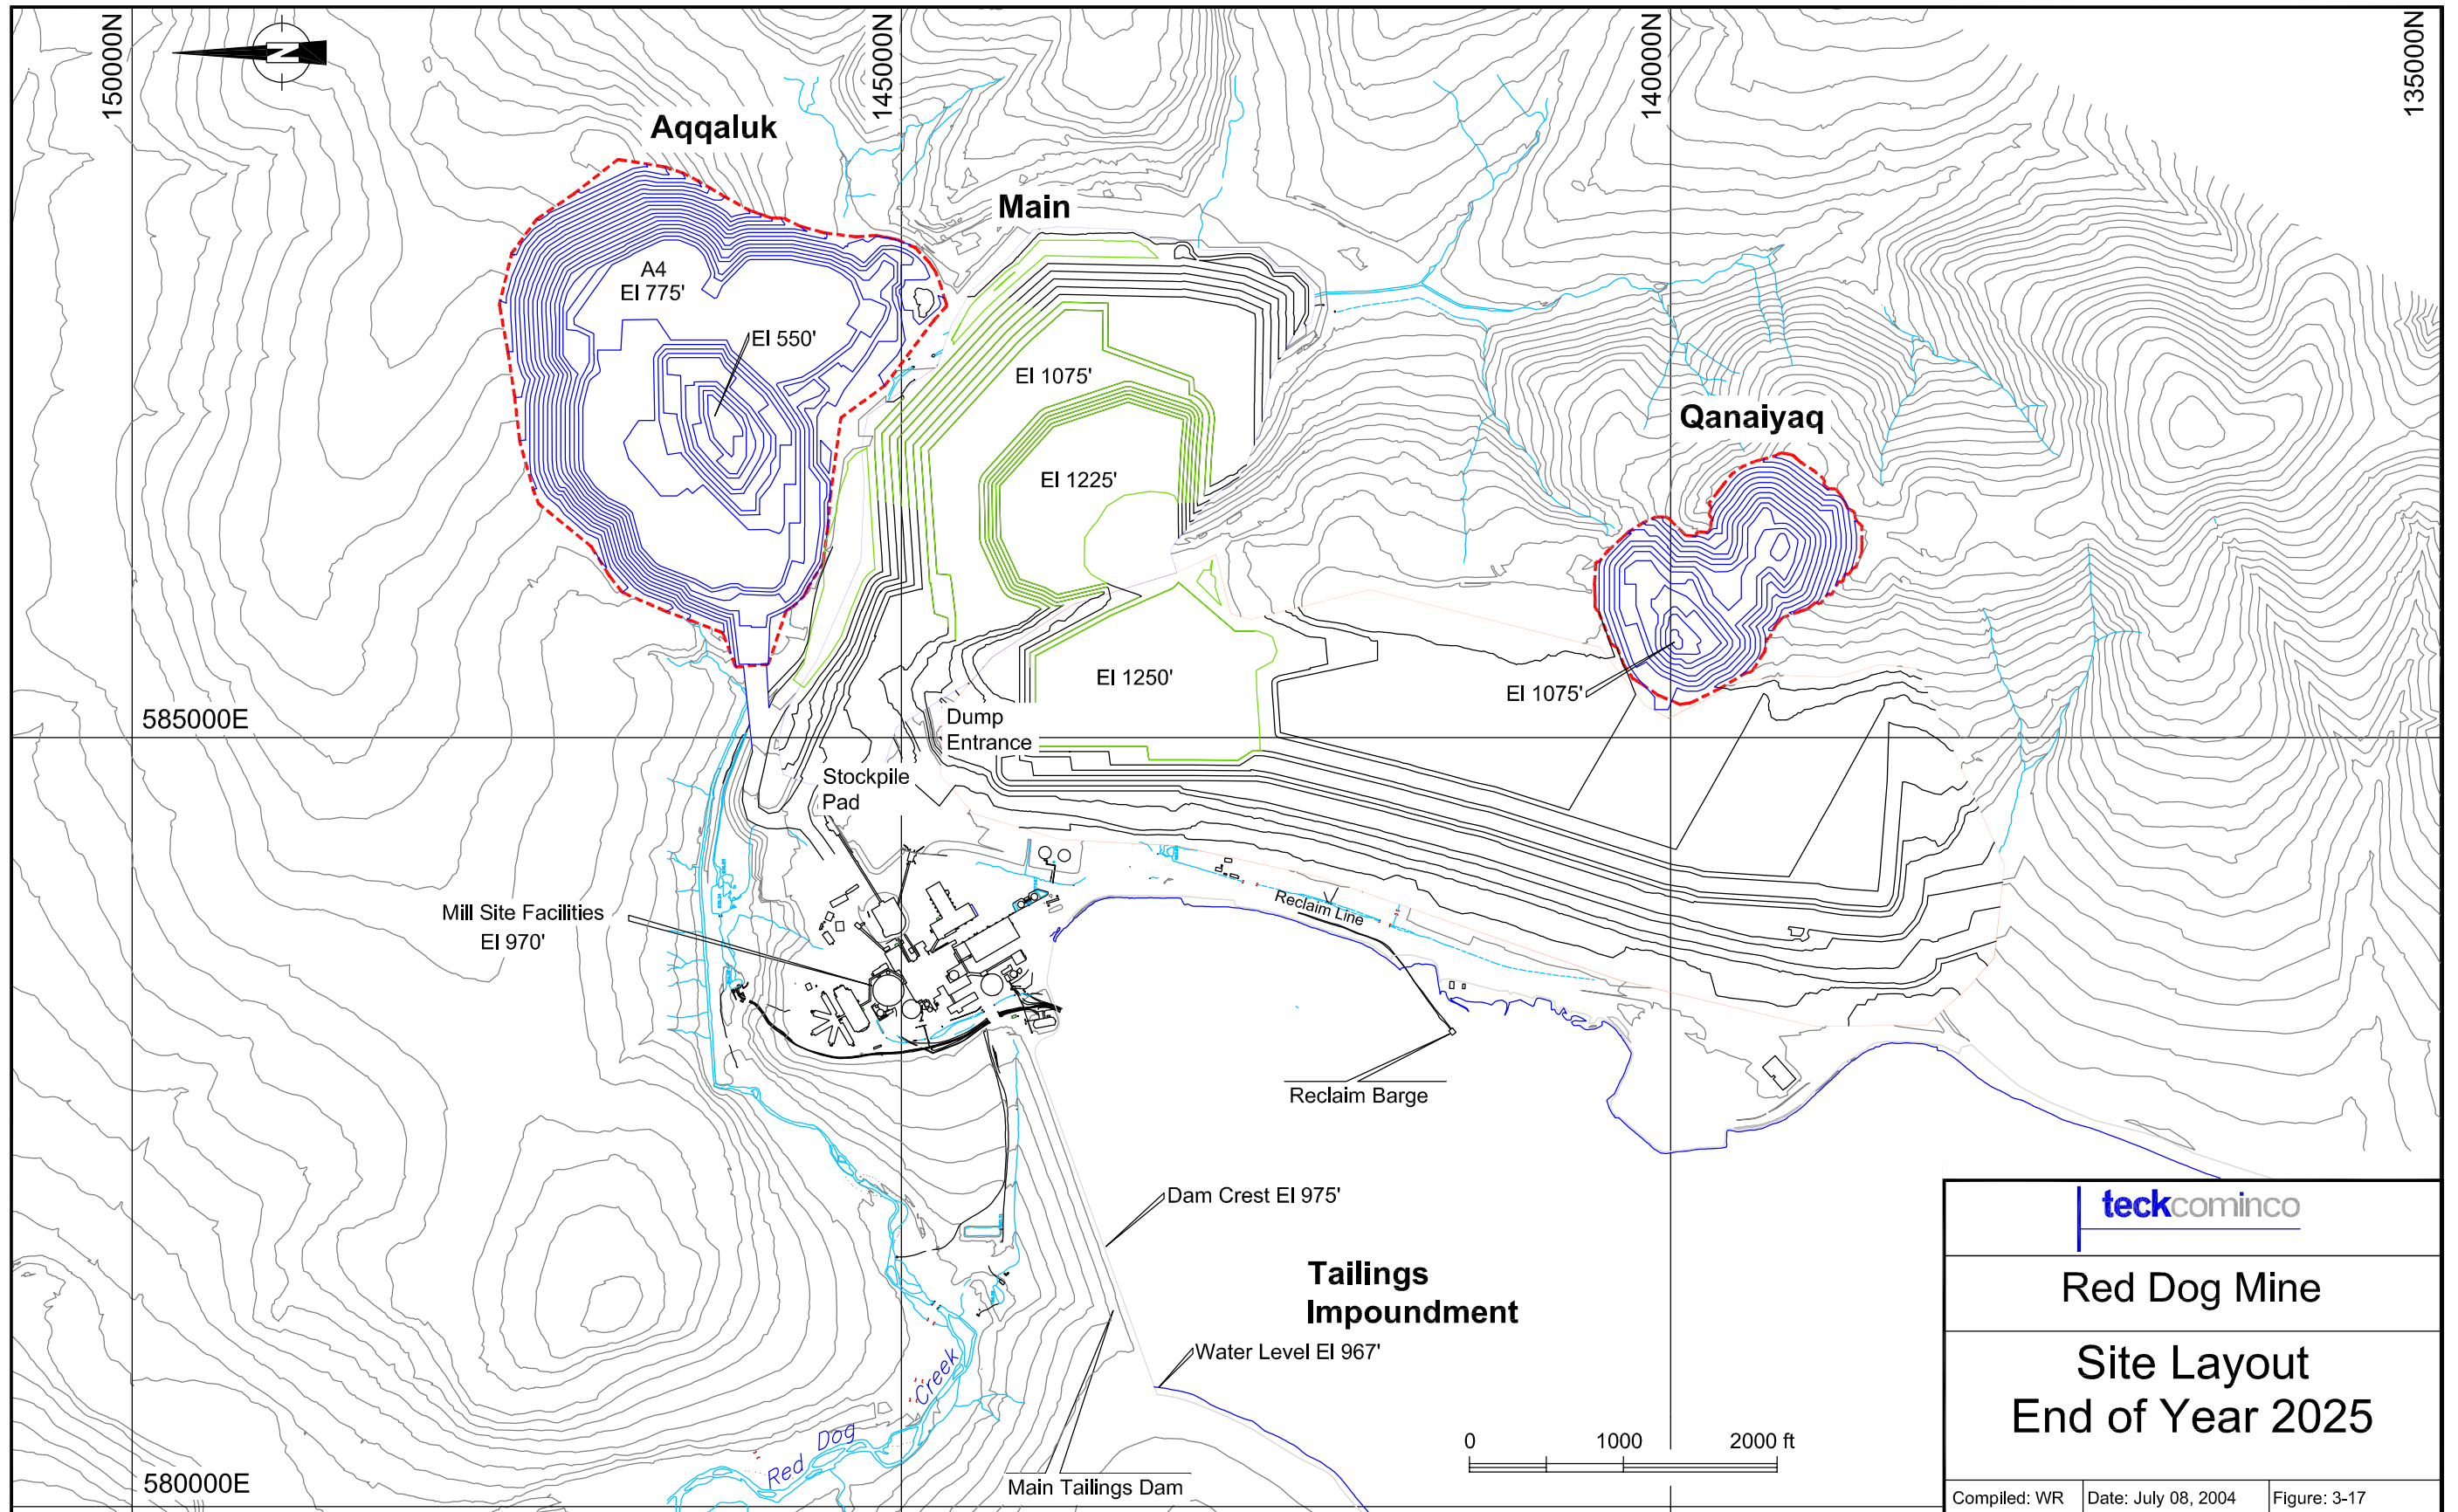 150000N
145000N
140000N
135000N
N
Aqqaluk
Main
A4
El 775'
El 550'
El 1075'
Qanaiyaq
El 1225'
El 1250'
El 1075'
585000E
Dump
Entrance
Stockpile
Pad
Mill Site Facilities
El 970'
Reclaim Line
Reclaim Barge
Dam Crest El 975'
Tailings
Impoundment
Water Level El 967'
Red Dog Creek
Main Tailings Dam
580000E
0 1000 2000 ft
teckcominco
Red Dog Mine
Site Layout
End of Year 2025
Compiled: WR Date: July 08, 2004 Figure: 3-17